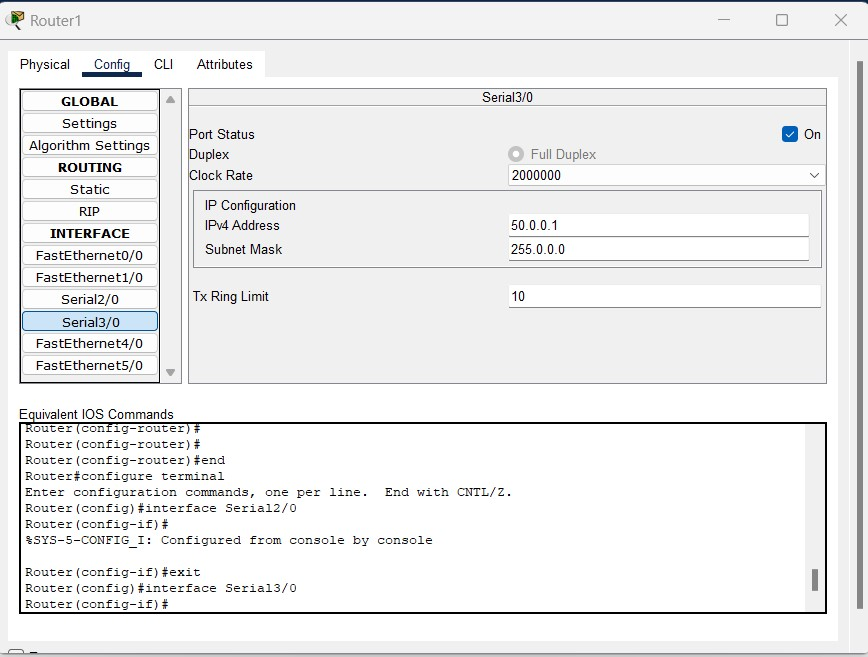 Router1
Physical Config CLI Attributes
GLOBAL
Settings
Algorithm Settings
ROUTING
Static
RIP
INTERFACE
FastEthernet0/0
FastEthernet1/0
Serial2/0
Serial3/0
FastEthernet4/0
FastEthernet5/0
Serial3/0
Port Status On
Duplex Full Duplex
Clock Rate 2000000
IP Configuration
IPv4 Address 50.0.0.1
Subnet Mask 255.0.0.0
Tx Ring Limit 10
Equivalent IOS Commands
Router(config-router)#
Router(config-router)#
Router(config-router)#end
Router#configure terminal
Enter configuration commands, one per line.  End with CNTL/Z.
Router(config)#interface Serial2/0
Router(config-if)#
%SYS-5-CONFIG_I: Configured from console by console
Router(config-if)#exit
Router(config)#interface Serial3/0
Router(config-if)#